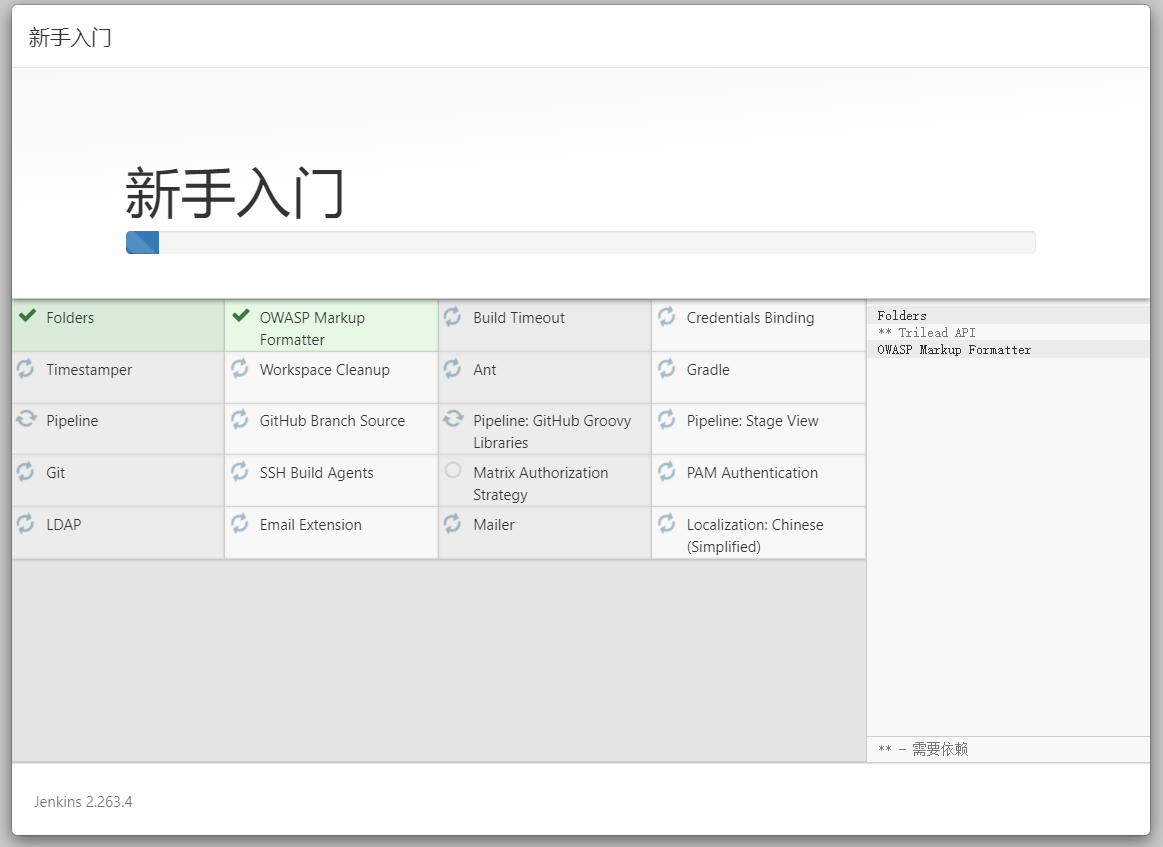 新手入门
新手入门
Folders
OWASP Markup
Formatter
Build Timeout
Credentials Binding
Timestamper
Workspace Cleanup
Ant
Gradle
Pipeline
GitHub Branch Source
Pipeline: GitHub Groovy
Libraries
Pipeline: Stage View
Git
SSH Build Agents
Matrix Authorization
Strategy
PAM Authentication
LDAP
Email Extension
Mailer
Localization: Chinese
(Simplified)
Folders
** Trilead API
OWASP Markup Formatter
** - 需要依赖
Jenkins 2.263.4